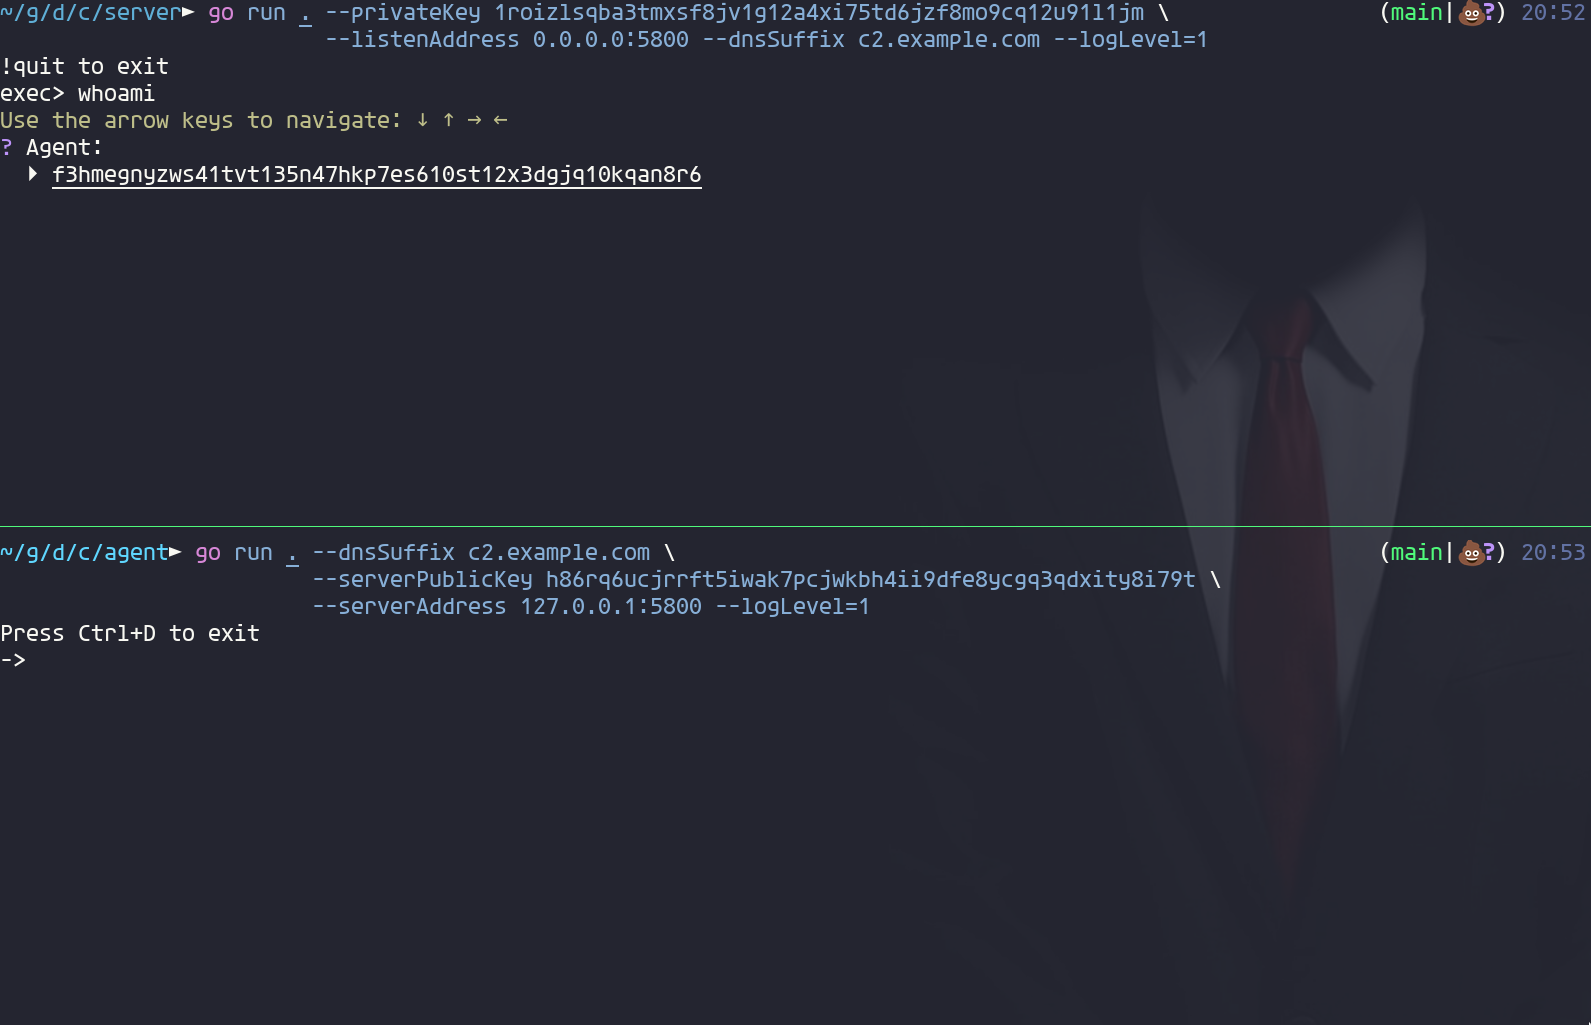 ~/g/d/c/server► go run . --privateKey 1roizlsqba3tmxsf8jv1g12a4xi75td6jzf8mo9cq12u91l1jm \ (main|💩?) 20:52
--listenAddress 0.0.0.0:5800 --dnsSuffix c2.example.com --logLevel=1
!quit to exit
exec> whoami
Use the arrow keys to navigate: ↓ ↑ → ←
? Agent:
▸ f3hmegnyzws41tvt135n47hkp7es610st12x3dgjq10kqan8r6
~/g/d/c/agent► go run . --dnsSuffix c2.example.com \ (main|💩?) 20:53
--serverPublicKey h86rq6ucjrrft5iwak7pcjwkbh4ii9dfe8ycgq3qdxity8i79t \
--serverAddress 127.0.0.1:5800 --logLevel=1
Press Ctrl+D to exit
->